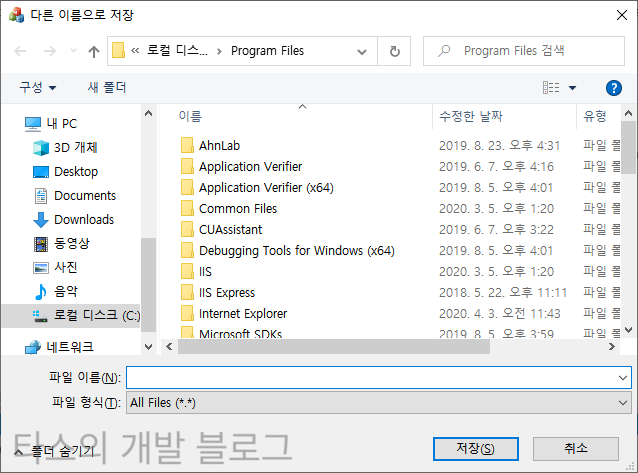 다른 이름으로 저장
« 로컬 디스... > Program Files
Program Files 검색
구성 새 폴더
내 PC
3D 개체
Desktop
Documents
Downloads
동영상
사진
음악
로컬 디스크 (C:)
네트워크
이름 수정한 날짜 유형
AhnLab 2019. 8. 23. 오후 4:31 파일 폴
Application Verifier 2019. 6. 7. 오후 4:16 파일 폴
Application Verifier (x64) 2019. 8. 5. 오후 4:01 파일 폴
Common Files 2020. 3. 5. 오후 1:20 파일 폴
CUAssistant 2019. 6. 7. 오후 3:22 파일 폴
Debugging Tools for Windows (x64) 2019. 8. 5. 오후 4:01 파일 폴
IIS 2020. 3. 5. 오후 1:20 파일 폴
IIS Express 2018. 5. 22. 오후 11:11 파일 폴
Internet Explorer 2020. 4. 3. 오전 11:43 파일 폴
Microsoft SDKs 2019. 8. 5. 오후 3:59 파일 폴
파일 이름(N):
파일 형식(T): All Files (*.*)
타스의 개발 블로그
폴더 숨기기
저장(S) 취소